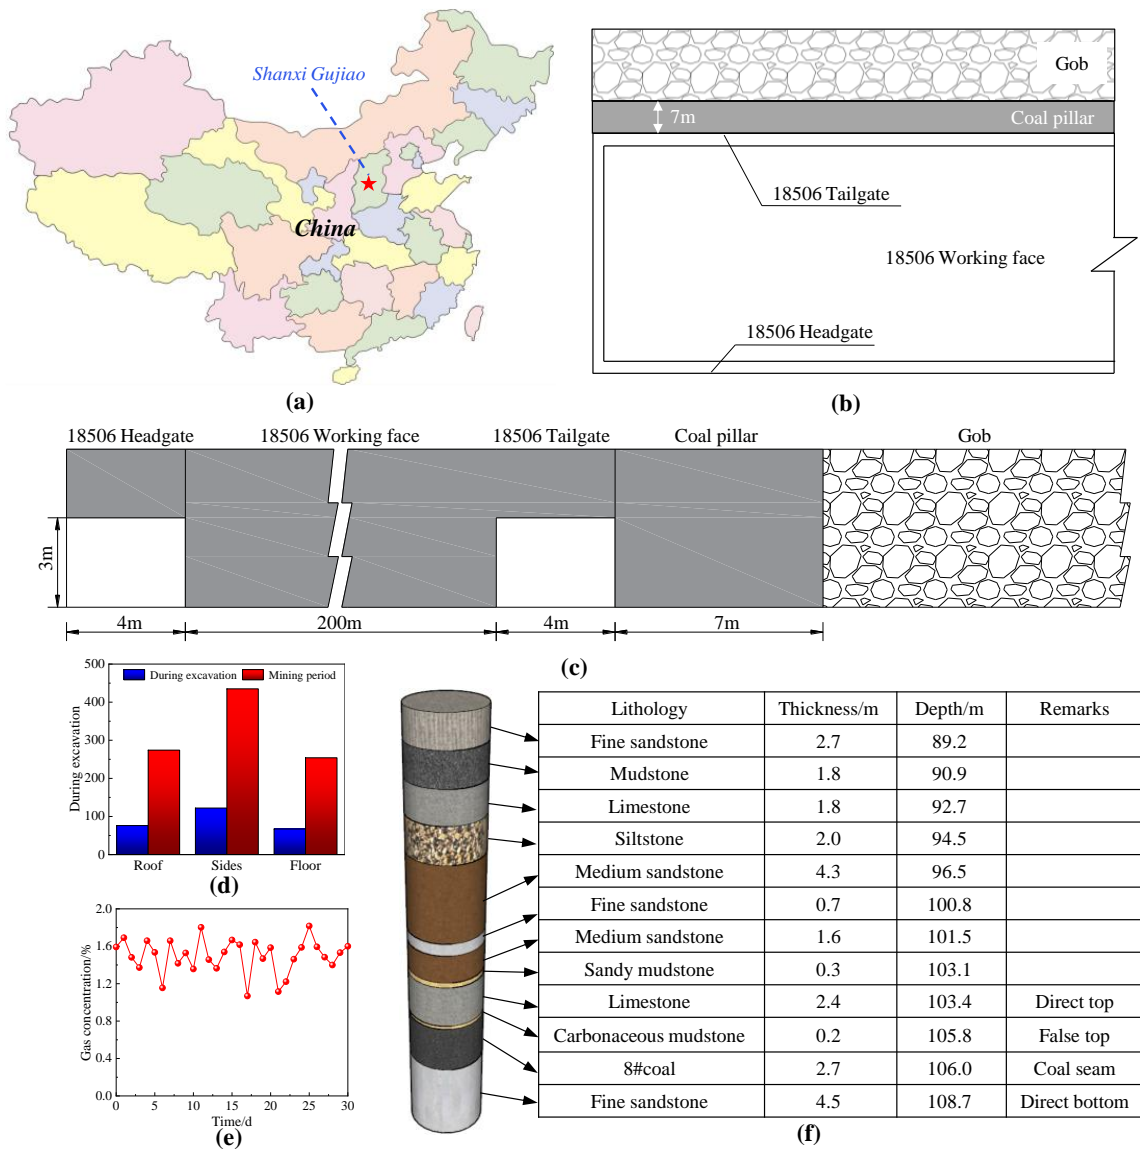 Shanxi Gujiao
China
(a)
Gob
7m
Coal pillar
18506 Tailgate
18506 Working face
18506 Headgate
(b)
18506 Headgate
18506 Working face
18506 Tailgate
Coal pillar
Gob
3m
4m
200m
4m
7m
(c)
During excavation
Mining period
During excavation
500
400
300
200
100
0
Roof
Sides
Floor
(d)
Gas concentration/%
2.0
1.6
1.2
0.8
0.4
0.0
0 5 10 15 20 25 30
Time/d
(e)
Lithology Thickness/m Depth/m Remarks
Fine sandstone 2.7 89.2
Mudstone 1.8 90.9
Limestone 1.8 92.7
Siltstone 2.0 94.5
Medium sandstone 4.3 96.5
Fine sandstone 0.7 100.8
Medium sandstone 1.6 101.5
Sandy mudstone 0.3 103.1
Limestone 2.4 103.4 Direct top
Carbonaceous mudstone 0.2 105.8 False top
8#coal 2.7 106.0 Coal seam
Fine sandstone 4.5 108.7 Direct bottom
(f)